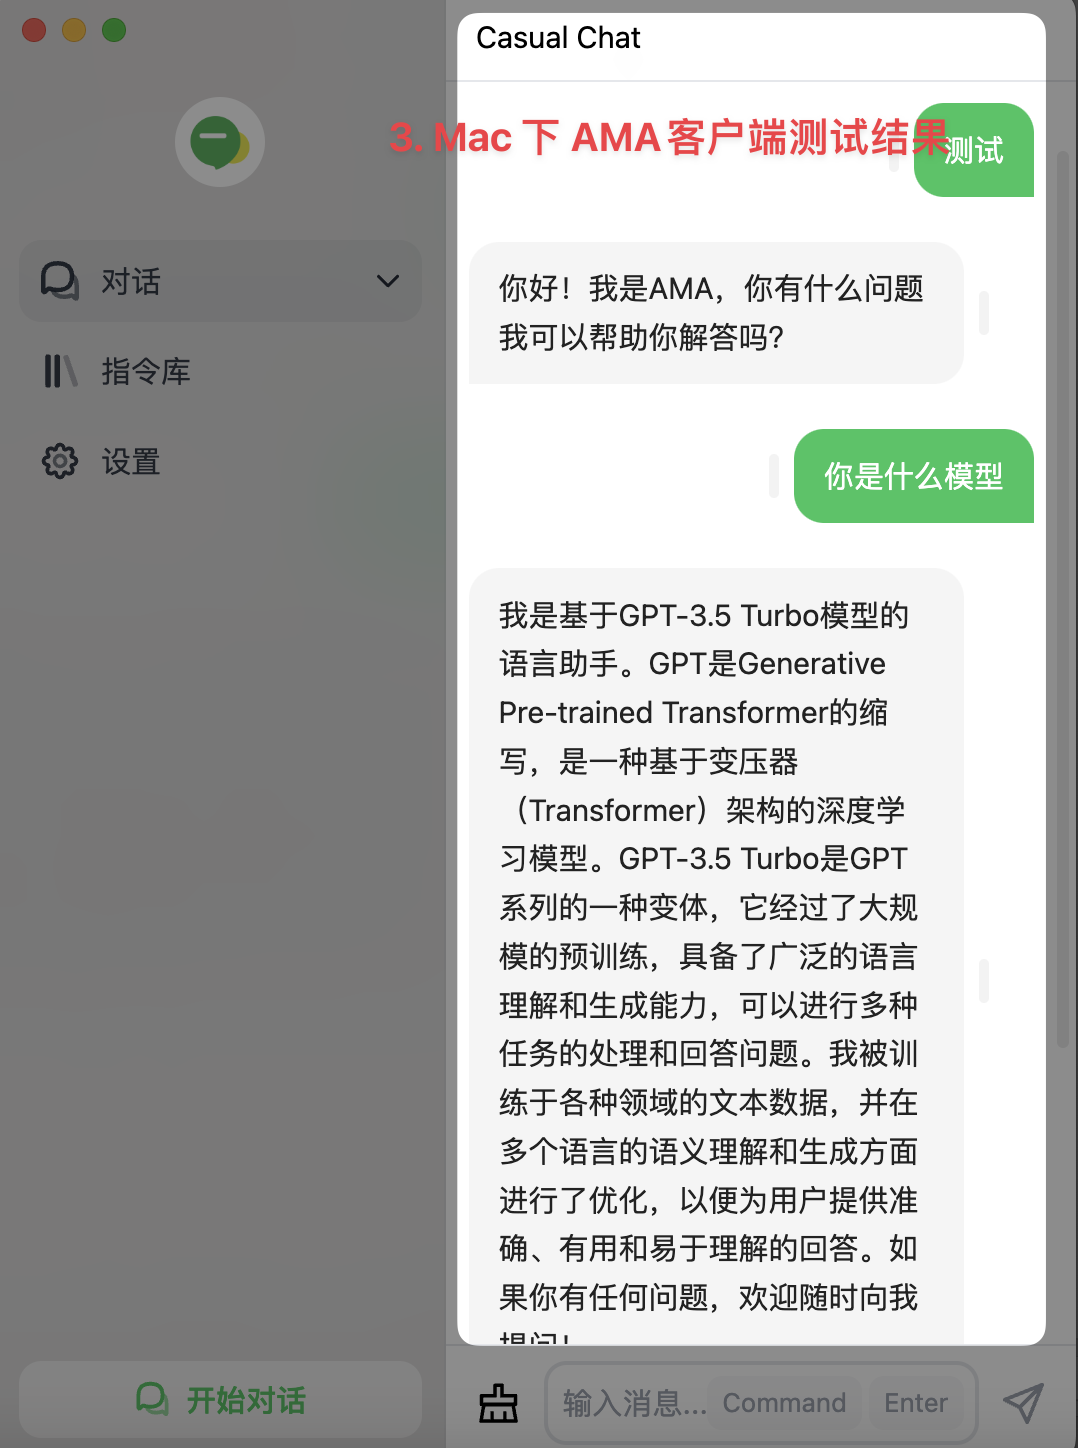 Casual Chat
3. Mac 下 AMA 客户端测试结果
测试
对话
指令库
设置
你好！我是AMA，你有什么问题
我可以帮助你解答吗？
你是什么模型
我是基于GPT-3.5 Turbo模型的
语言助手。GPT是Generative
Pre-trained Transformer的缩
写，是一种基于变压器
（Transformer）架构的深度学
习模型。GPT-3.5 Turbo是GPT
系列的一种变体，它经过了大规
模的预训练，具备了广泛的语言
理解和生成能力，可以进行多种
任务的处理和回答问题。我被训
练于各种领域的文本数据，并在
多个语言的语义理解和生成方面
进行了优化，以便为用户提供准
确、有用和易于理解的回答。如
果你有任何问题，欢迎随时向我
提问！
开始对话
输入消息... Command Enter